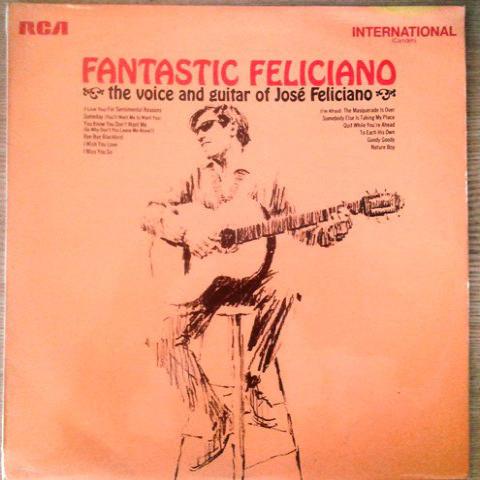 RCA
INTERNATIONAL
(Camden)
FANTASTIC FELICIANO
the voice and guitar of José Feliciano
(I Love You) For Sentimental Reasons
Someday (You'll Want Me to Want You)
You Know You Don't Want Me
(So Why Don't You Leave Me Alone?)
Bye Bye Blackbird
I Wish You Love
I Miss You So
(I'm Afraid) The Masquerade Is Over
Somebody Else Is Taking My Place
Quit While You're Ahead
To Each His Own
Goody Goody
Nature Boy